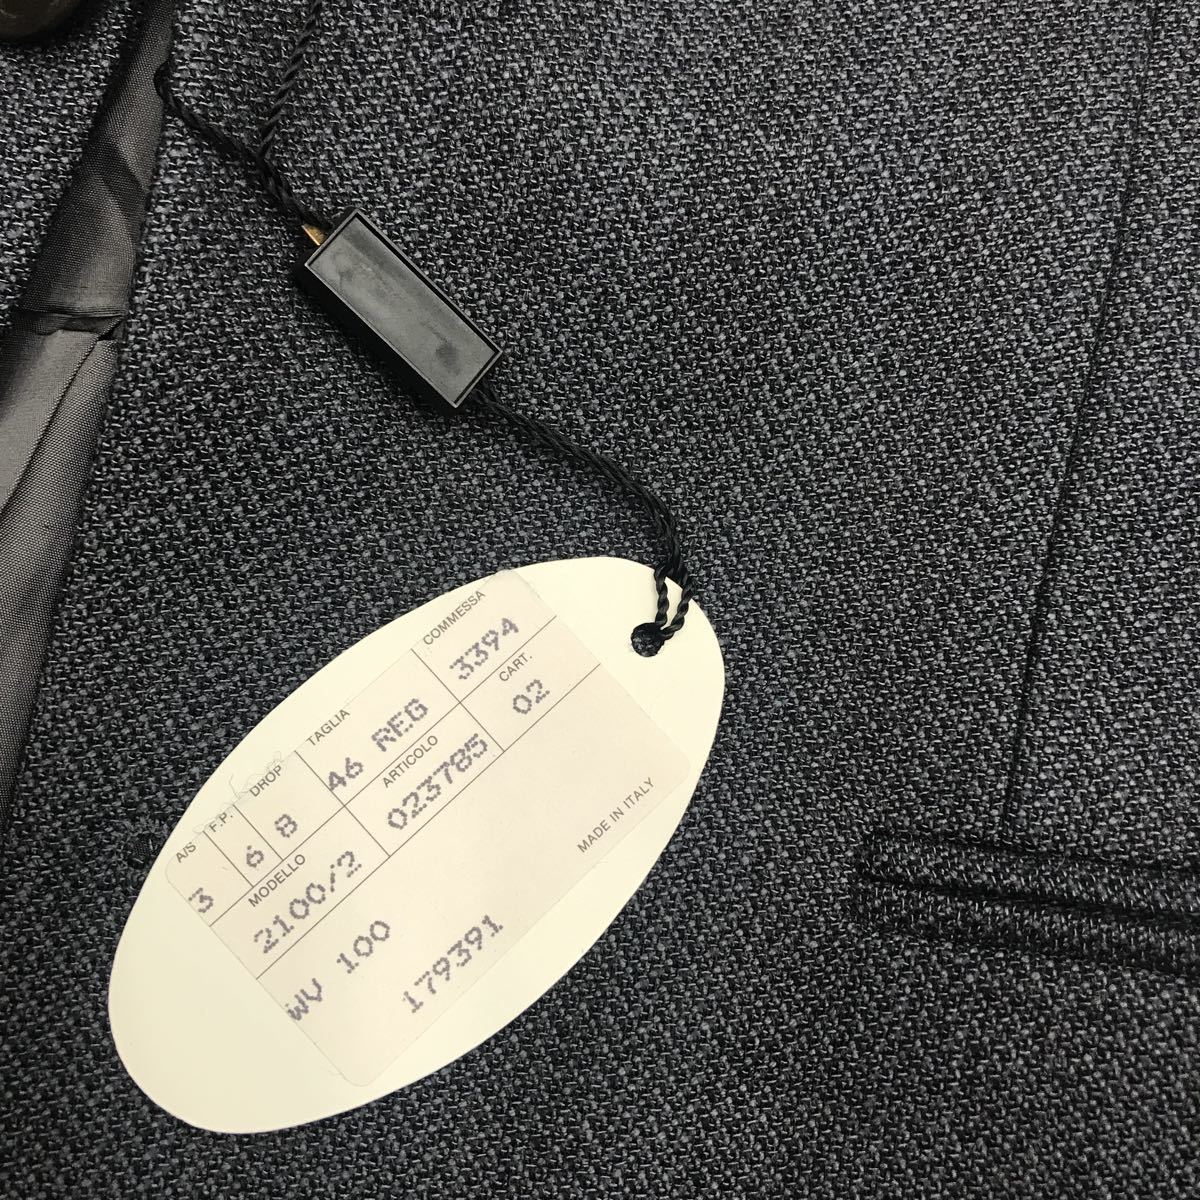 A/S F.P. DROP TAGLIA COMMESSA
3 6 8 46 REG 3394
MODELLO ARTICOLO CART.
2100/2 023785 02
WV 100
179391 MADE IN ITALY